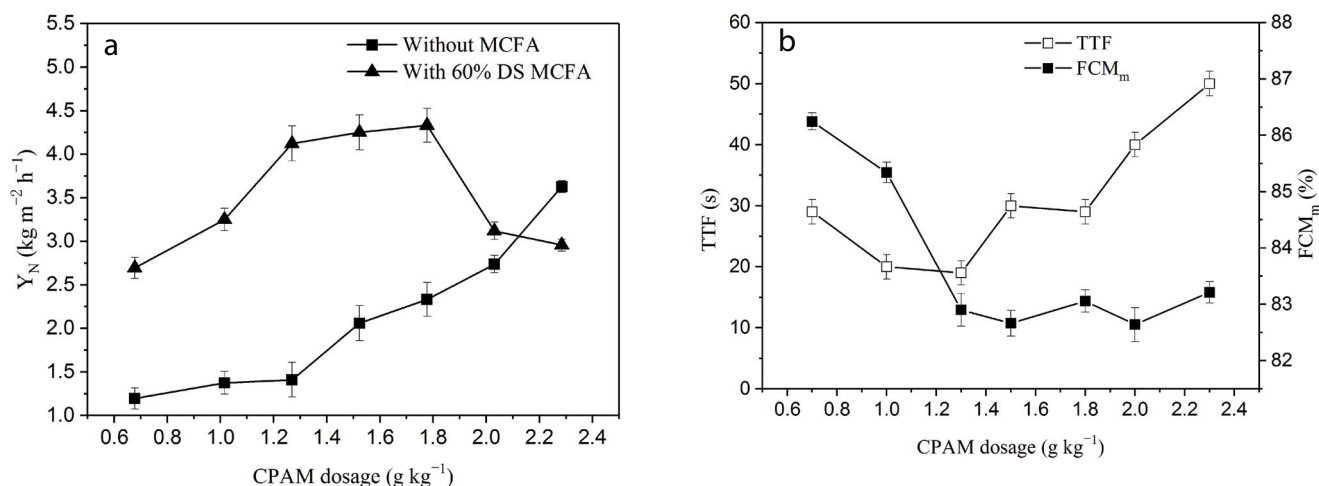 a
Without MCFA
With 60% DS MCFA
Y_N (kg m⁻² h⁻¹)
5.5
5.0
4.5
4.0
3.5
3.0
2.5
2.0
1.5
1.0
0.6 0.8 1.0 1.2 1.4 1.6 1.8 2.0 2.2 2.4
CPAM dosage (g kg⁻¹)
b
TTF
FCM_m
TTF (s)
60
50
40
30
20
10
0
FCM_m (%)
88
87
86
85
84
83
82
0.6 0.8 1.0 1.2 1.4 1.6 1.8 2.0 2.2 2.4
CPAM dosage (g kg⁻¹)